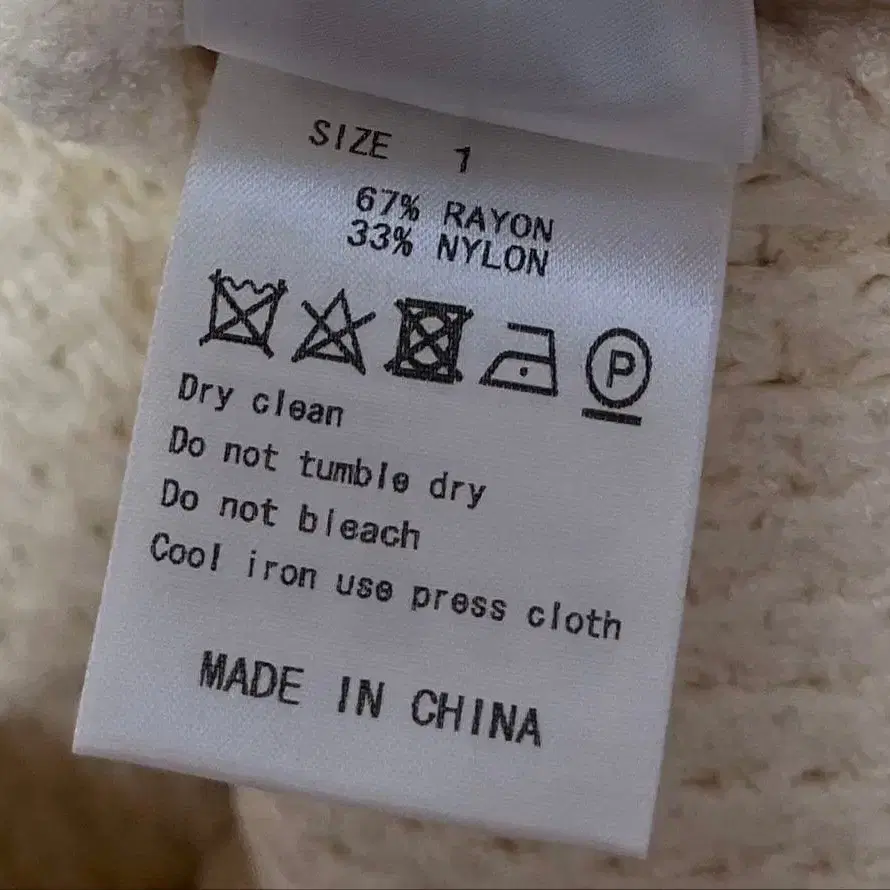 SIZE 1
67% RAYON
33% NYLON
P
Dry clean
Do not tumble dry
Do not bleach
Cool iron use press cloth
MADE IN CHINA